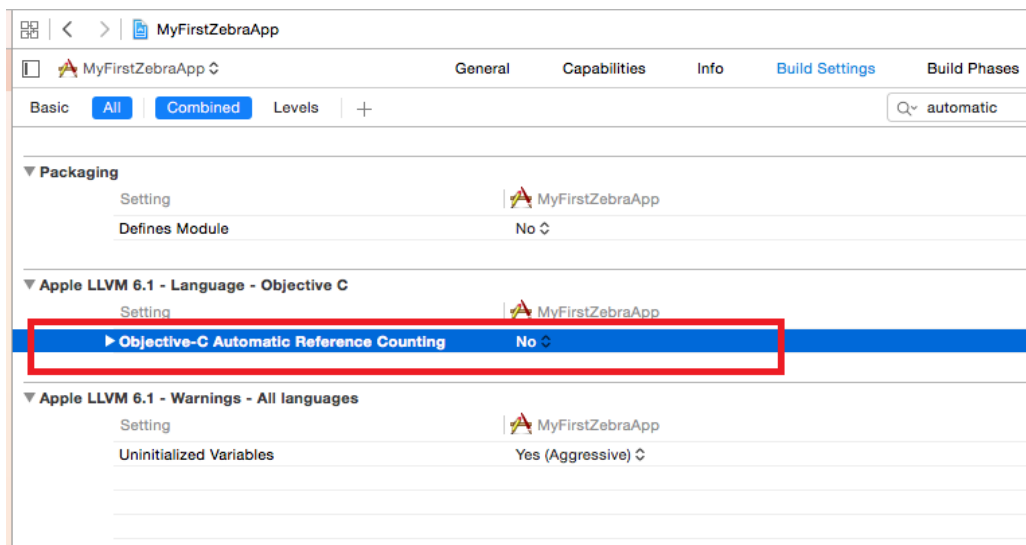 MyFirstZebraApp
MyFirstZebraApp General Capabilities Info Build Settings Build Phases
Basic All Combined Levels + automatic
Packaging
Setting MyFirstZebraApp
Defines Module No
Apple LLVM 6.1 - Language - Objective C
Setting MyFirstZebraApp
Objective-C Automatic Reference Counting No
Apple LLVM 6.1 - Warnings - All languages
Setting MyFirstZebraApp
Uninitialized Variables Yes (Aggressive)